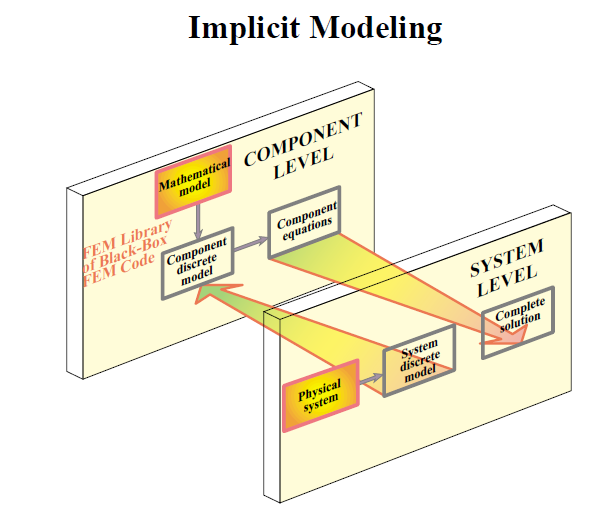 Implicit Modeling
COMPONENT
LEVEL
Mathematical
model
FEM Library
of Black-Box
FEM Code
Component
discrete
model
Component
equations
SYSTEM
LEVEL
Complete
solution
System
discrete
model
Physical
system